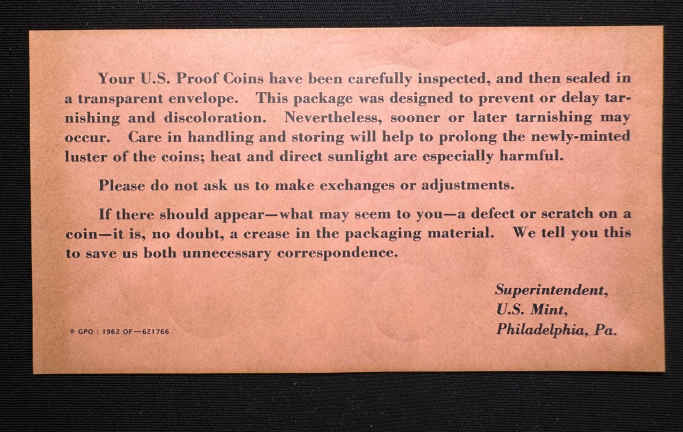 Your U.S. Proof Coins have been carefully inspected, and then sealed in
a transparent envelope. This package was designed to prevent or delay tar-
nishing and discoloration. Nevertheless, sooner or later tarnishing may
occur. Care in handling and storing will help to prolong the newly-minted
luster of the coins; heat and direct sunlight are especially harmful.
Please do not ask us to make exchanges or adjustments.
If there should appear—what may seem to you—a defect or scratch on a
coin—it is, no doubt, a crease in the packaging material. We tell you this
to save us both unnecessary correspondence.
Superintendent,
U.S. Mint,
Philadelphia, Pa.
GPO : 1962 OF—621766